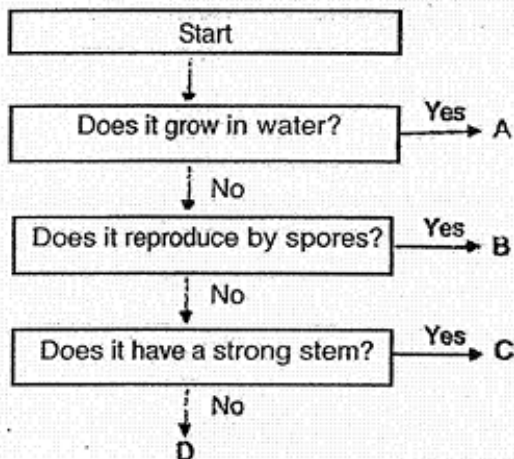 Start
Does it grow in water?
Yes
A
No
Does it reproduce by spores?
Yes
B
No
Does it have a strong stem?
Yes
C
No
D